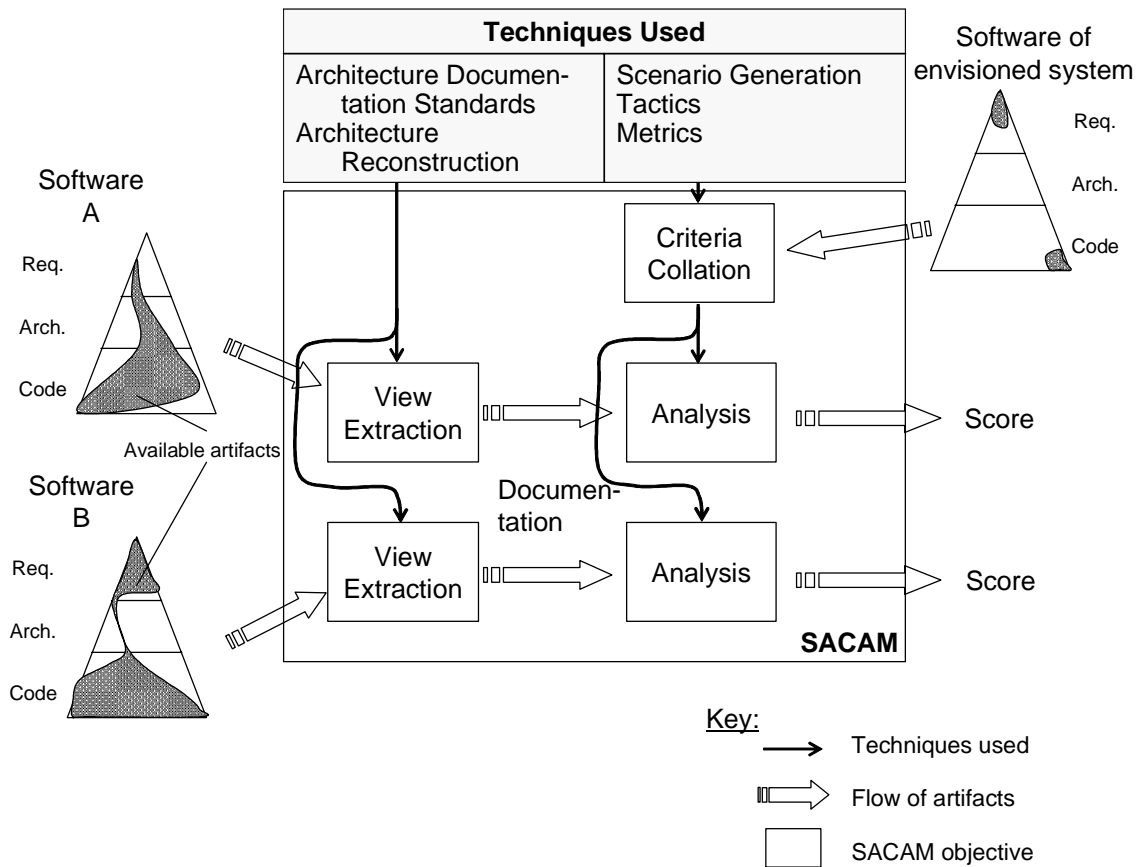 Techniques Used
Architecture Documen-
tation Standards
Architecture
Reconstruction
Scenario Generation
Tactics
Metrics
Software of
envisioned system
Req.
Arch.
Code
Software
A
Req.
Arch.
Code
Criteria
Collation
View
Extraction
Analysis
Score
Available artifacts
Software
B
Req.
Arch.
Code
Documen-
tation
View
Extraction
Analysis
Score
SACAM
Key:
Techniques used
Flow of artifacts
SACAM objective